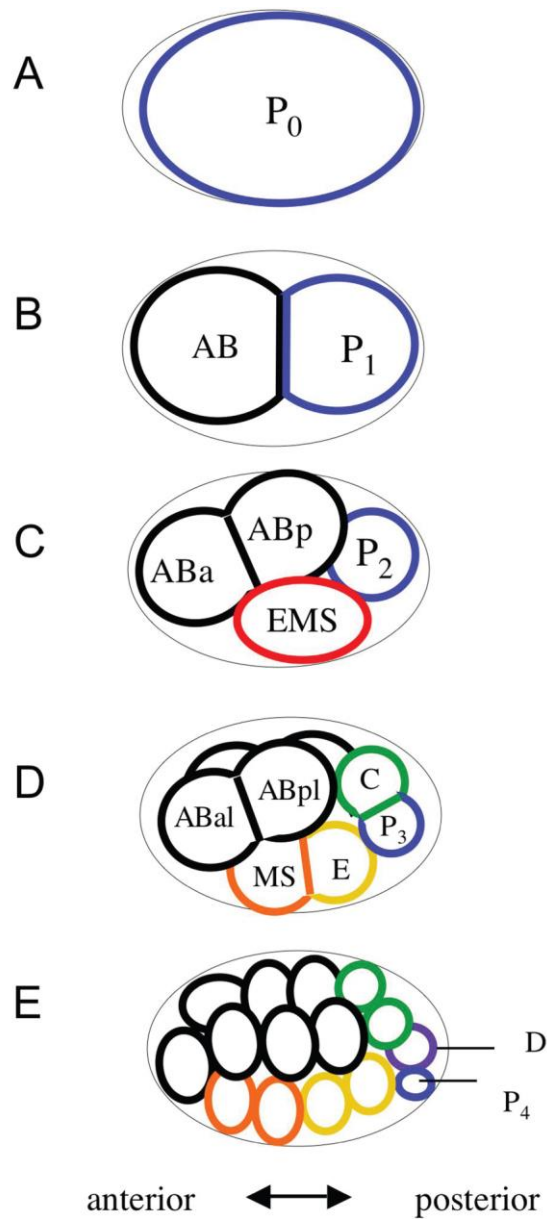 A
P₀
B
AB P₁
C
ABa ABp P₂
EMS
D
ABal ABpl C
P₃
MS E
E
D
P₄
anterior posterior